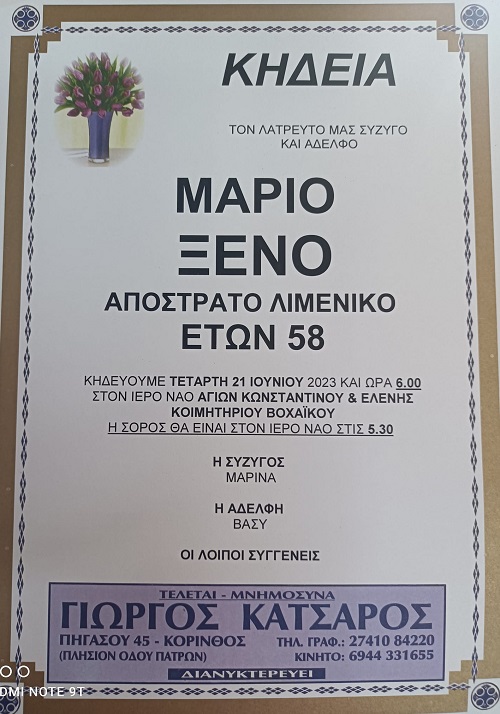 ΚΗΔΕΙΑ
ΤΟΝ ΛΑΤΡΕΥΤΟ ΜΑΣ ΣΥΖΥΓΟ
ΚΑΙ ΑΔΕΛΦΟ
ΜΑΡΙΟ
ΞΕΝΟ
ΑΠΟΣΤΡΑΤΟ ΛΙΜΕΝΙΚΟ
ΕΤΩΝ 58
ΚΗΔΕΥΟΥΜΕ ΤΕΤΑΡΤΗ 21 ΙΟΥΝΙΟΥ 2023 ΚΑΙ ΩΡΑ 6.00
ΣΤΟΝ ΙΕΡΟ ΝΑΟ ΑΓΙΩΝ ΚΩΝΣΤΑΝΤΙΝΟΥ & ΕΛΕΝΗΣ
ΚΟΙΜΗΤΗΡΙΟΥ ΒΟΧΑΪΚΟΥ
Η ΣΟΡΟΣ ΘΑ ΕΙΝΑΙ ΣΤΟΝ ΙΕΡΟ ΝΑΟ ΣΤΙΣ 5.30
Η ΣΥΖΥΓΟΣ
ΜΑΡΙΝΑ
Η ΑΔΕΛΦΗ
ΒΑΣΥ
ΟΙ ΛΟΙΠΟΙ ΣΥΓΓΕΝΕΙΣ
ΤΕΛΕΤΑΙ - ΜΝΗΜΟΣΥΝΑ
ΓΙΩΡΓΟΣ ΚΑΤΣΑΡΟΣ
ΠΗΓΑΣΟΥ 45 - ΚΟΡΙΝΘΟΣ ΤΗΛ. ΓΡΑΦ.: 27410 84220
(ΠΛΗΣΙΟΝ ΟΔΟΥ ΠΑΤΡΩΝ) ΚΙΝΗΤΟ: 6944 331655
ΔΙΑΝΥΚΤΕΡΕΥΕΙ
DMI NOTE 9T